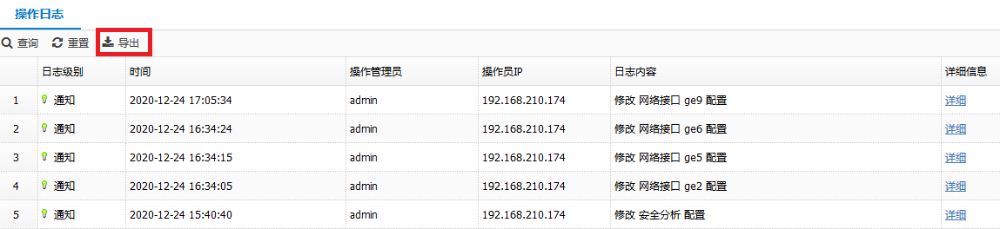 操作日志
查询 重置 导出
日志级别 时间 操作管理员 操作员IP 日志内容 详细信息
1 通知 2020-12-24 17:05:34 admin 192.168.210.174 修改 网络接口 ge9 配置 详细
2 通知 2020-12-24 16:34:24 admin 192.168.210.174 修改 网络接口 ge6 配置 详细
3 通知 2020-12-24 16:34:15 admin 192.168.210.174 修改 网络接口 ge5 配置 详细
4 通知 2020-12-24 16:34:05 admin 192.168.210.174 修改 网络接口 ge2 配置 详细
5 通知 2020-12-24 15:40:40 admin 192.168.210.174 修改 安全分析 配置 详细